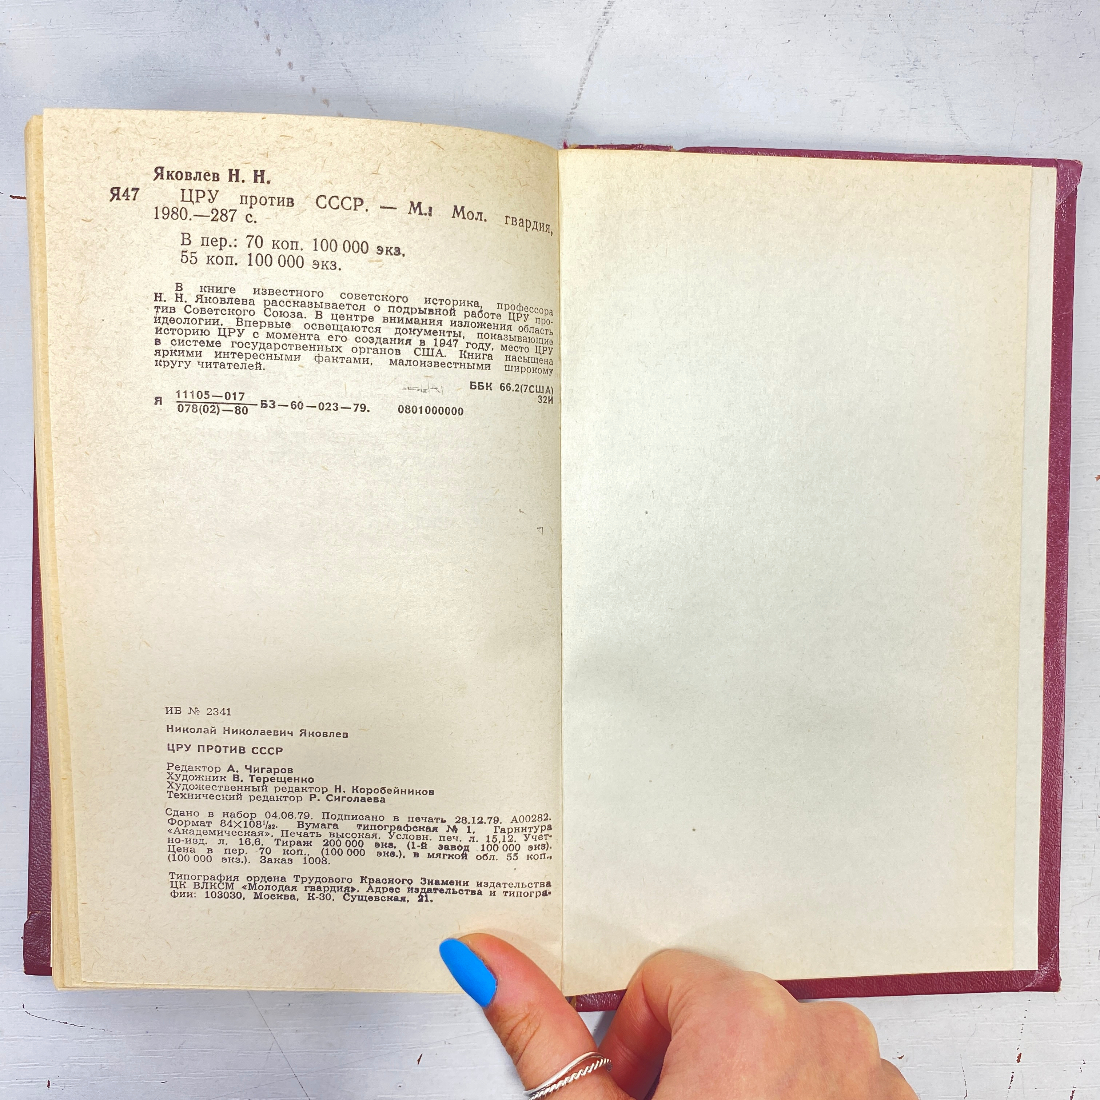 Яковлев Н. Н.
Я47 ЦРУ против СССР. — М.: Мол. гвардия,
1980.—287 с.
В пер.: 70 коп. 100 000 экз.
55 коп. 100 000 экз.
В книге известного советского историка, профессора
Н. Н. Яковлева рассказывается о подрывной работе ЦРУ про-
тив Советского Союза. В центре внимания изложения область
идеологии. Впервые освещаются документы, показывающие
историю ЦРУ с момента его создания в 1947 году, место ЦРУ
в системе государственных органов США. Книга насыщена
яркими интересными фактами, малоизвестными широкому
кругу читателей.
ББК 66.2(7США)
32И
Я 11105—017
078(02)—80 БЗ—60—023—79. 0801000000
ИБ № 2341
Николай Николаевич Яковлев
ЦРУ ПРОТИВ СССР
Редактор А. Чигаров
Художник В. Терещенко
Художественный редактор Н. Коробейников
Технический редактор Р. Сиголаева
Сдано в набор 04.06.79. Подписано в печать 28.12.79. А00282.
Формат 84×108¹/₃₂. Бумага типографская № 1. Гарнитура
«Академическая». Печать высокая. Условн. печ. л. 15,12. Учет-
но-изд. л. 16,6. Тираж 200 000 экз. (1-й завод 100 000 экз).
Цена в пер. 70 коп., (100 000 экз.), в мягкой обл. 55 коп.,
(100 000 экз.). Заказ 1008.
Типография ордена Трудового Красного Знамени издательства
ЦК ВЛКСМ «Молодая гвардия». Адрес издательства и типогра-
фии: 103030, Москва, К-30, Сущевская, 21.